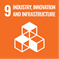 9 INDUSTRY, INNOVATION
AND INFRASTRUCTURE